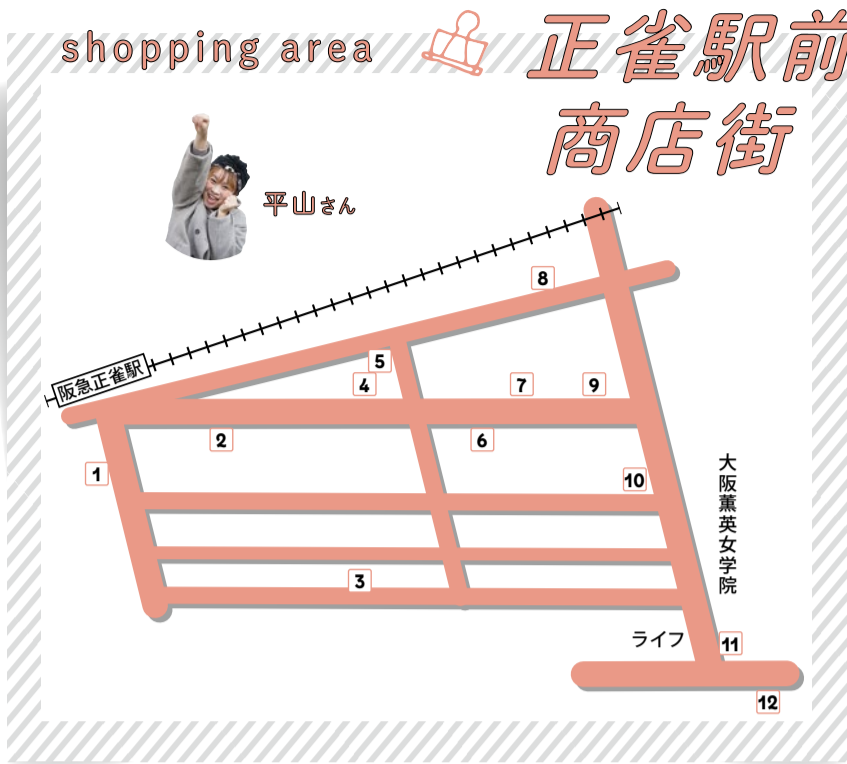 shopping area
正雀駅前
商店街
平山さん
8
阪急正雀駅
5
4
7
9
2
6
1
10
大阪薫英女学院
3
ライフ
11
12